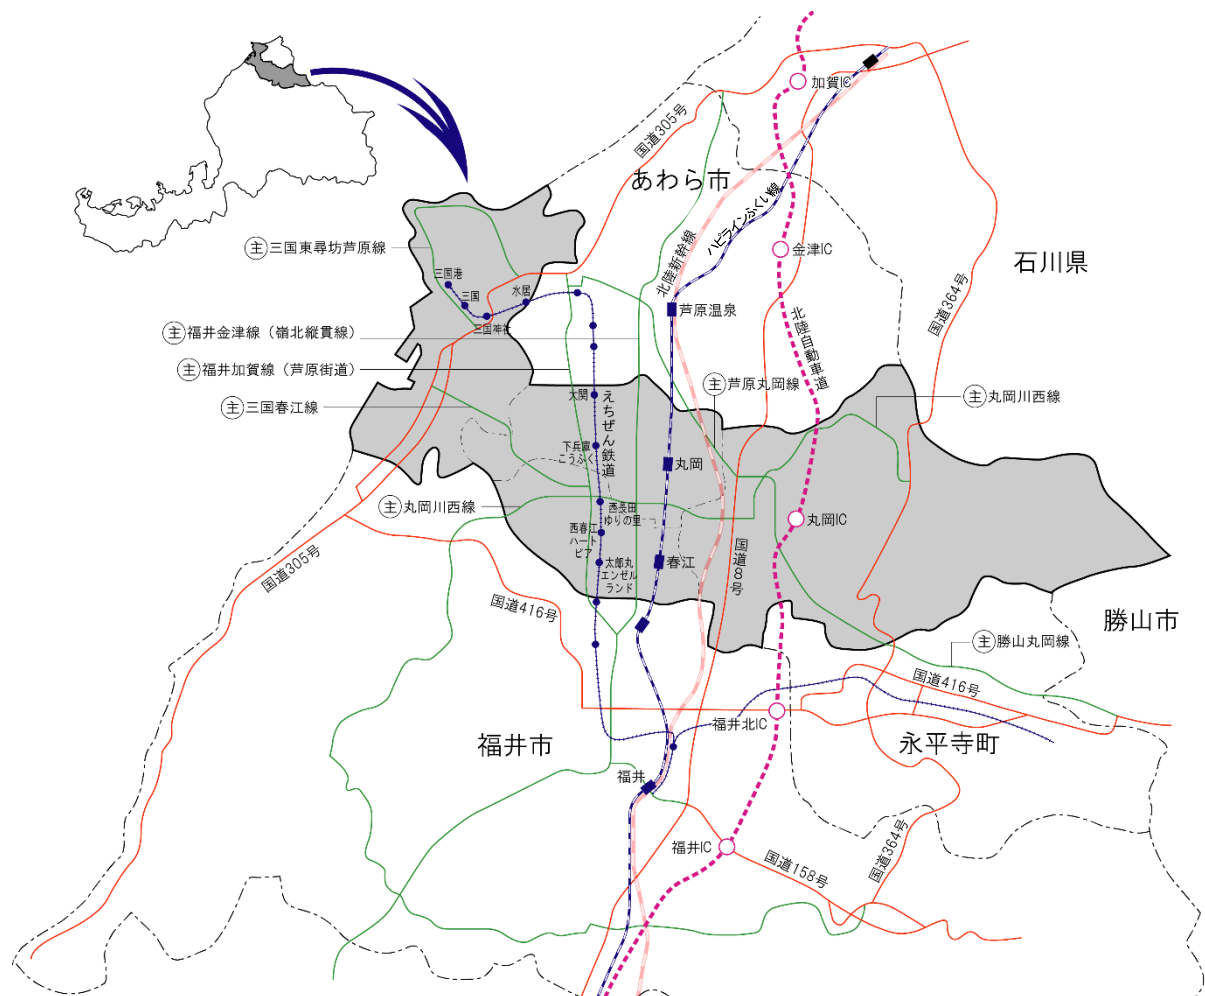 加賀IC
国道305号
あわら市
ハピラインふくい線
北陸新幹線
金津IC
石川県
国道364号
主 三国東尋坊芦原線
三国港
三国
水居
三国神社
芦原温泉
北陸自動車道
主 福井金津線（嶺北縦貫線）
主 福井加賀線（芦原街道）
主 芦原丸岡線
主 丸岡川西線
主 三国春江線
大関
えちぜん鉄道
下兵庫
こうふく
丸岡
主 丸岡川西線
西長田
ゆりの里
丸岡IC
西春江
ハート
ピア
太郎丸
エンゼル
ランド
春江
国道8号
国道305号
国道416号
勝山市
主 勝山丸岡線
国道416号
福井北IC
福井市
永平寺町
福井
福井IC
国道158号
国道364号